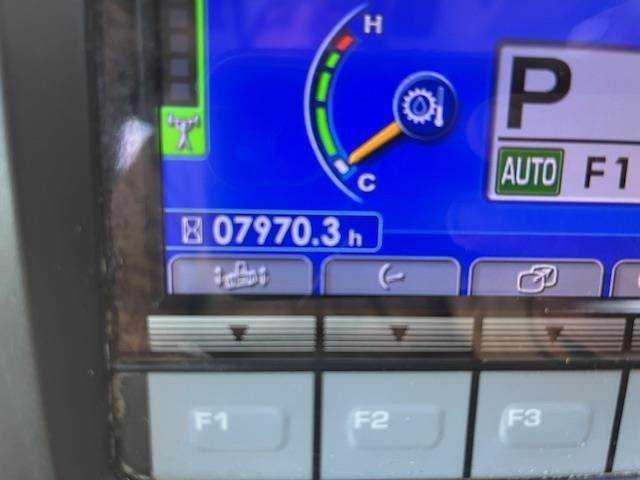 H
C
P
AUTO F1
07970.3 h
F1 F2 F3